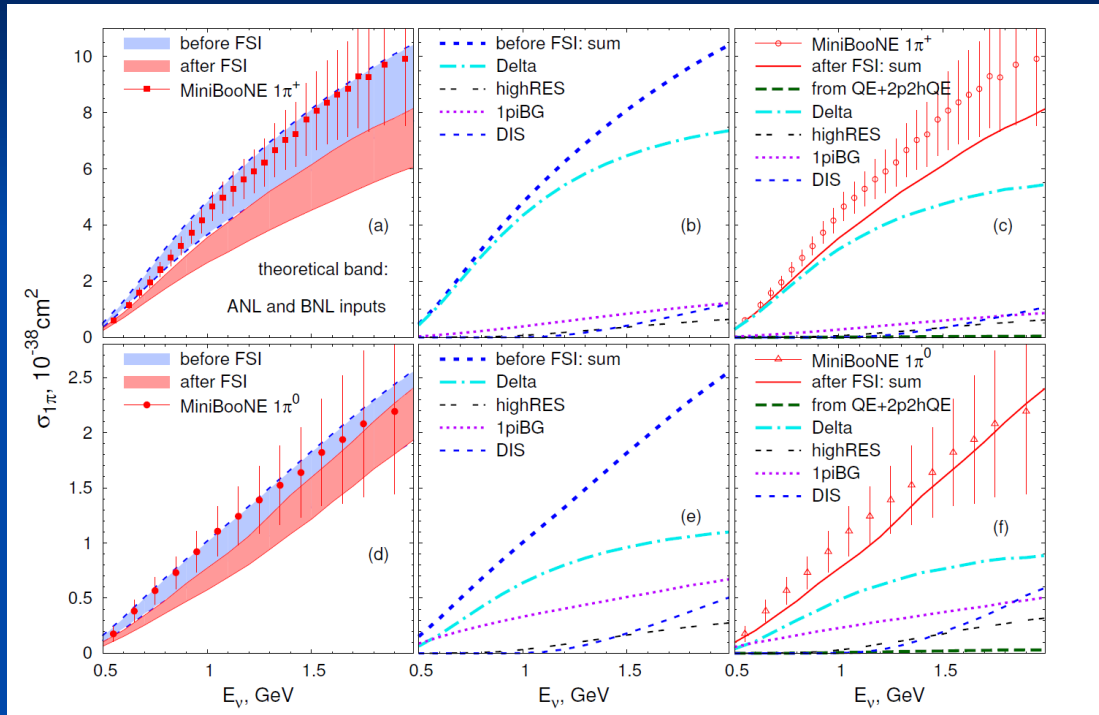 σ1π, 10^-38 cm^2
10
8
6
4
2
0
before FSI
after FSI
MiniBooNE 1π+
(a)
theoretical band:
ANL and BNL inputs
before FSI: sum
Delta
highRES
1piBG
DIS
(b)
MiniBooNE 1π+
after FSI: sum
from QE+2p2hQE
Delta
highRES
1piBG
DIS
(c)
2.5
2
1.5
1
0.5
0
before FSI
after FSI
MiniBooNE 1π0
(d)
before FSI: sum
Delta
highRES
1piBG
DIS
(e)
MiniBooNE 1π0
after FSI: sum
from QE+2p2hQE
Delta
highRES
1piBG
DIS
(f)
0.5 1 1.5 0.5 1 1.5 0.5 1 1.5
Eν, GeV Eν, GeV Eν, GeV